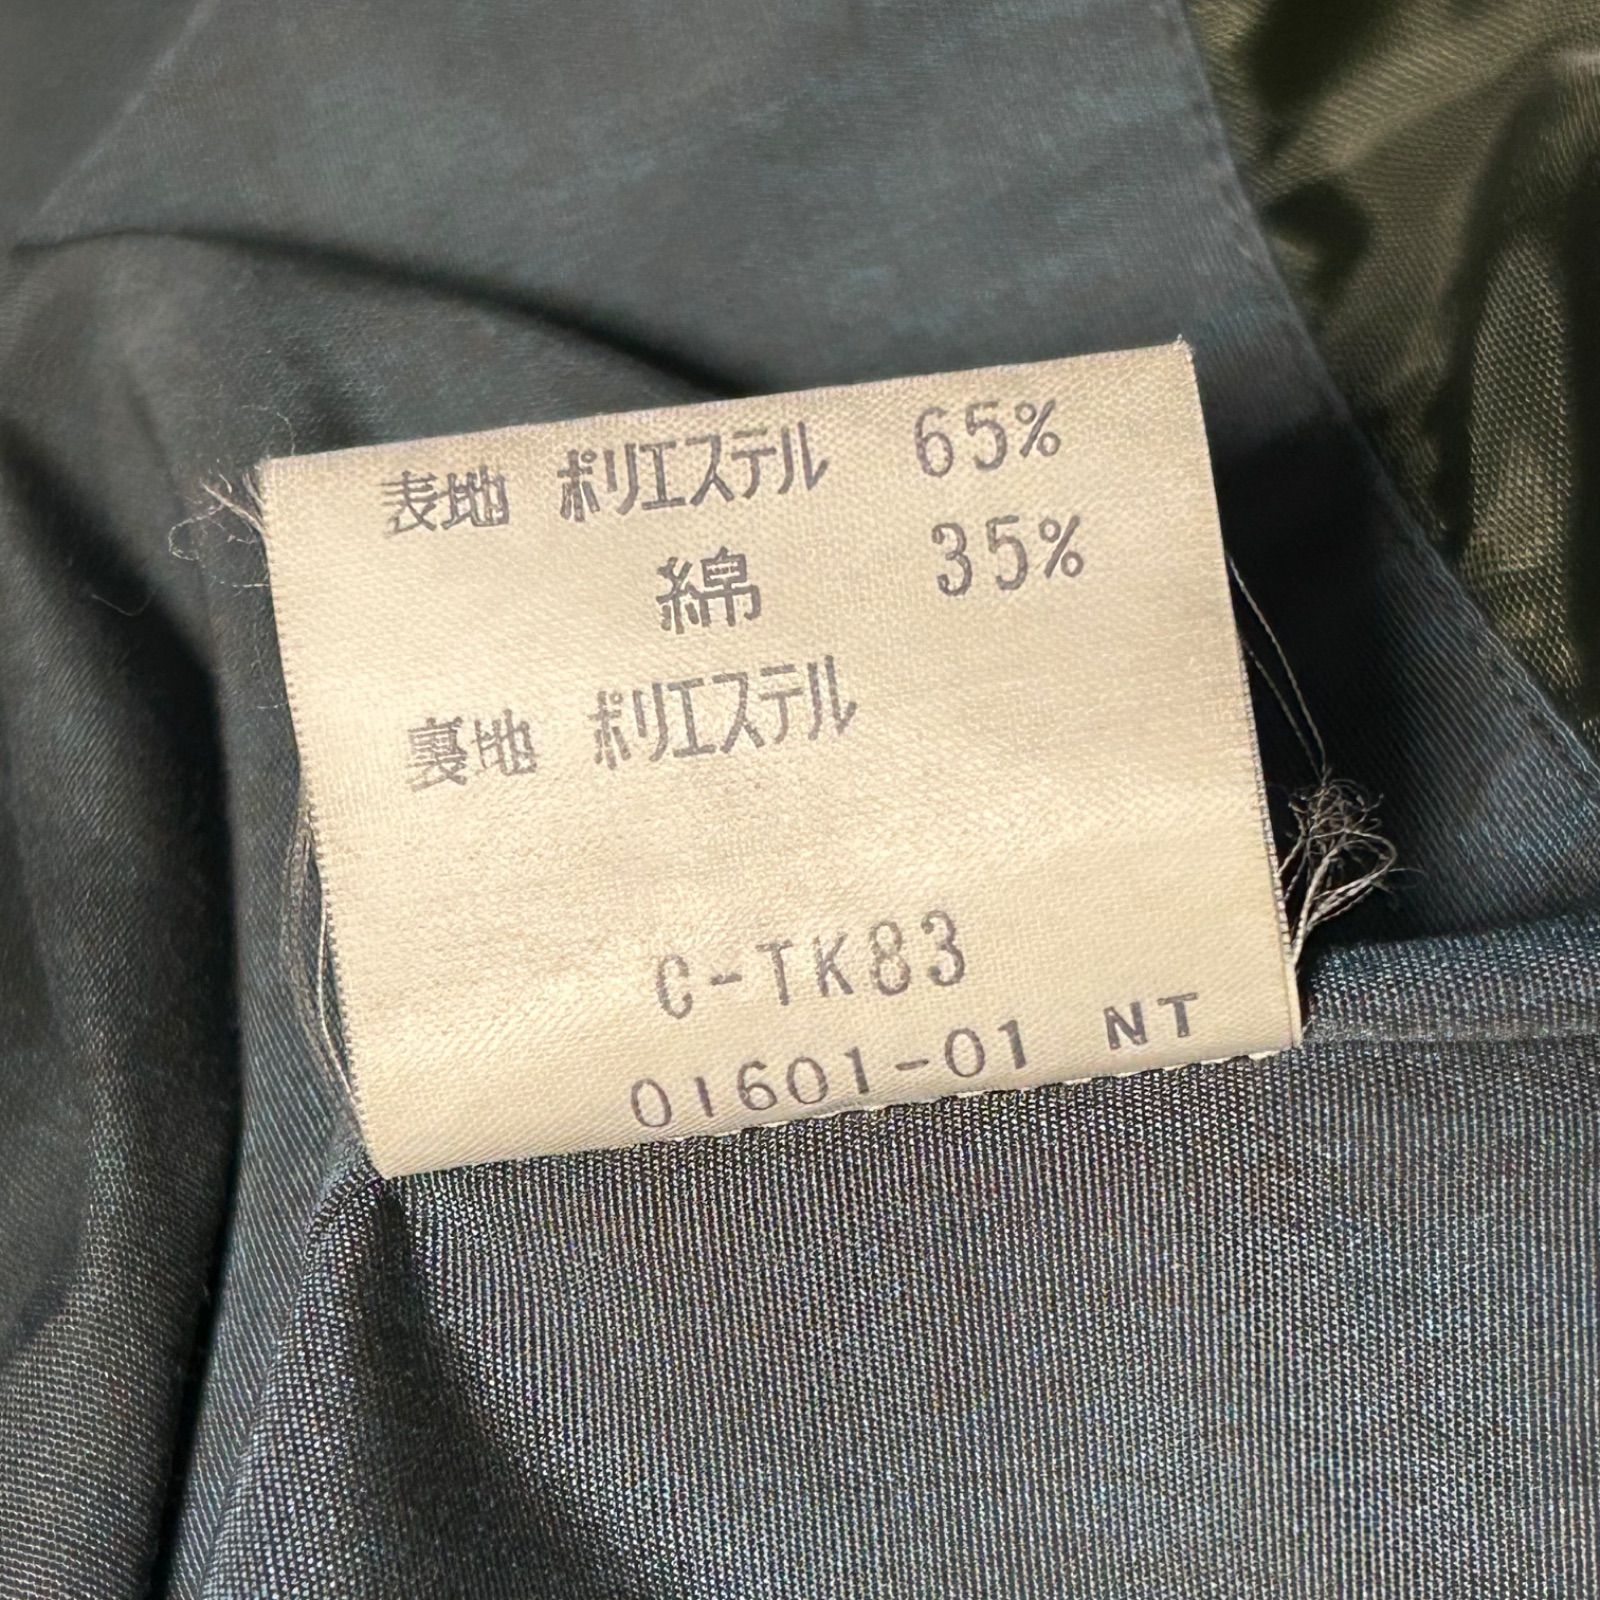 表地 ポリエステル 65%
綿 35%
裏地 ポリエステル
C-TK83
01601-01 NT